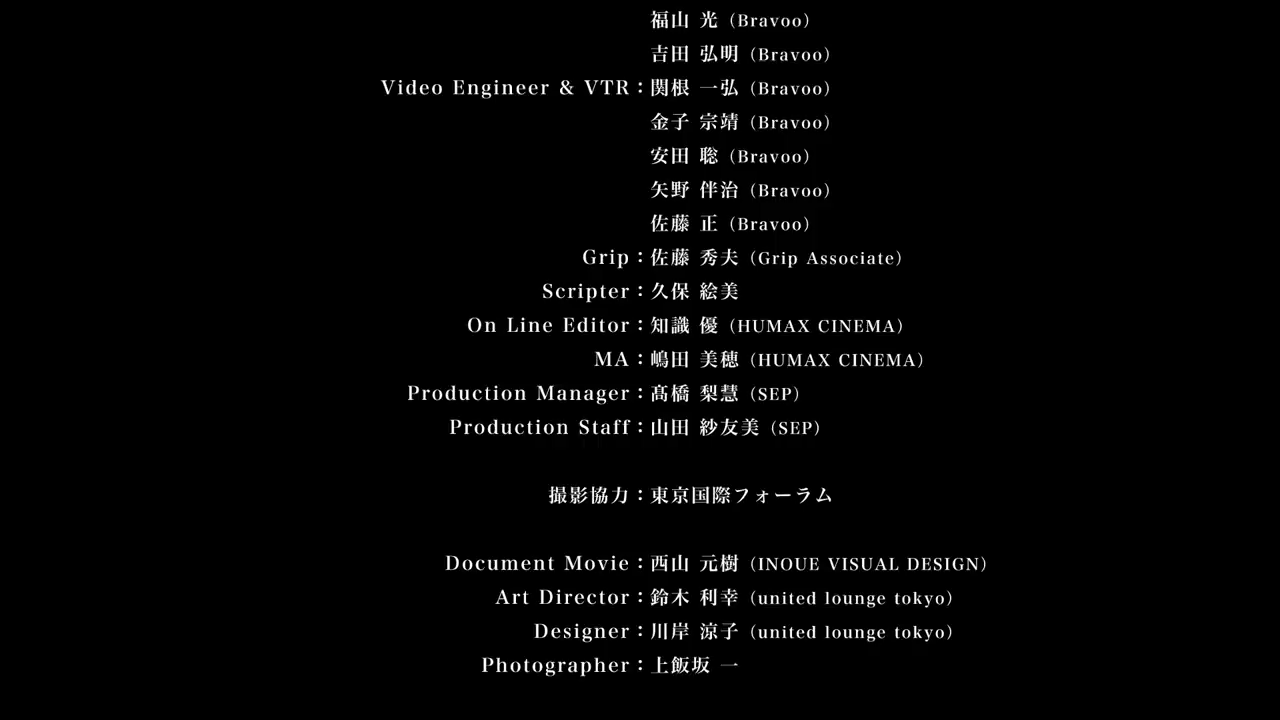 福山 光（Bravoo）
吉田 弘明（Bravoo）
Video Engineer & VTR：関根 一弘（Bravoo）
金子 宗靖（Bravoo）
安田 聡（Bravoo）
矢野 伴治（Bravoo）
佐藤 正（Bravoo）
Grip：佐藤 秀夫（Grip Associate）
Scripter：久保 絵美
On Line Editor：知識 優（HUMAX CINEMA）
MA：嶋田 美穂（HUMAX CINEMA）
Production Manager：髙橋 梨慧（SEP）
Production Staff：山田 紗友美（SEP）
撮影協力：東京国際フォーラム
Document Movie：西山 元樹（INOUE VISUAL DESIGN）
Art Director：鈴木 利幸（united lounge tokyo）
Designer：川岸 涼子（united lounge tokyo）
Photographer：上飯坂 一